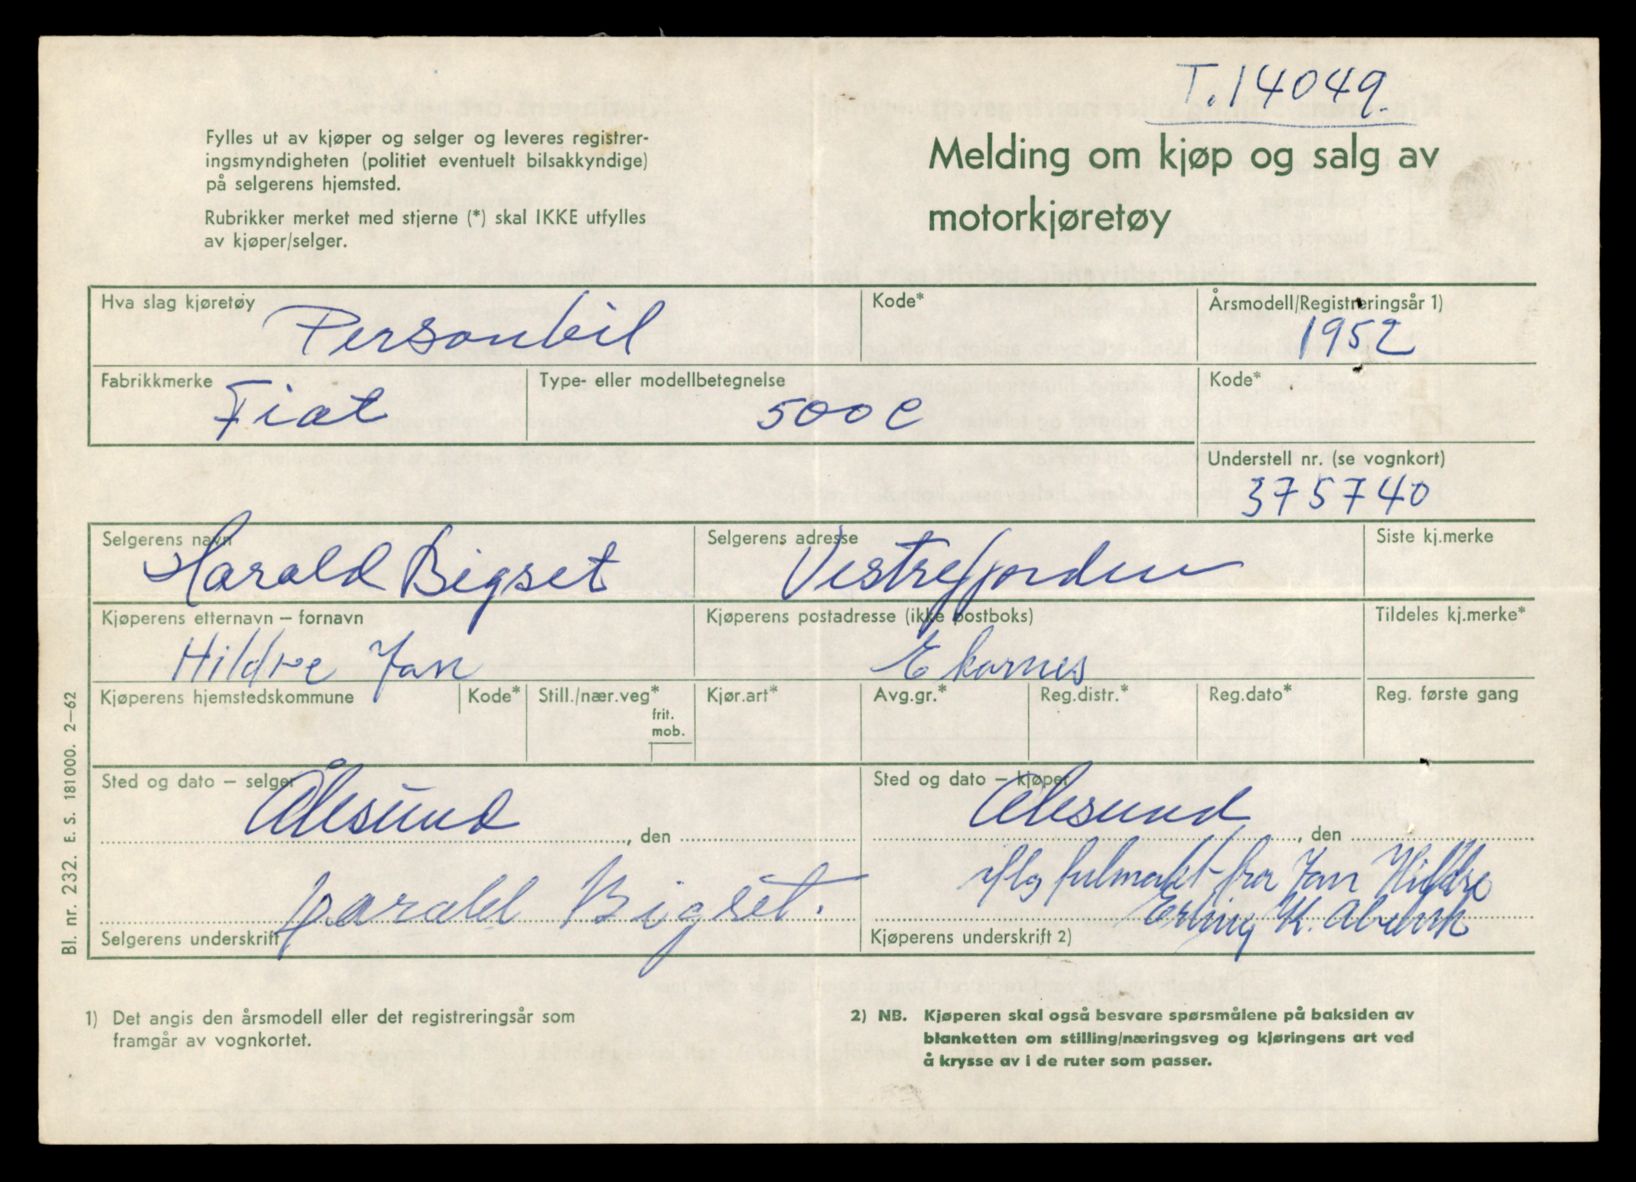 T. 14049.
Fylles ut av kjøper og selger og leveres registrer-
ingsmyndigheten (politiet eventuelt bilsakkyndige)
på selgerens hjemsted.
Rubrikker merket med stjerne (*) skal IKKE utfylles
av kjøper/selger.
Melding om kjøp og salg av
motorkjøretøy
Hva slag kjøretøy
Personbil
Kode*
Årsmodell/Registreringsår 1)
1952
Fabrikkmerke
Fiat
Type- eller modellbetegnelse
500 C
Kode*
Understell nr. (se vognkort)
375740
Selgerens navn
Harald Bigset
Selgerens adresse
Vestrefjorden
Siste kj.merke
Kjøperens etternavn – fornavn
Hildre Jan
Kjøperens postadresse (ikke postboks)
Ekornes
Tildeles kj.merke*
Kjøperens hjemstedskommune
Kode*
Still./nær.veg*
frit.
mob.
Kjør.art*
Avg.gr.*
Reg.distr.*
Reg.dato*
Reg. første gang
Sted og dato – selger
Ålesund
, den
Sted og dato – kjøper
Ålesund
, den
Harald Bigset.
Selgerens underskrift
iflg fulmakt fra Jan Hildre
Erling K.
Kjøperens underskrift 2)
1) Det angis den årsmodell eller det registreringsår som
framgår av vognkortet.
2) NB. Kjøperen skal også besvare spørsmålene på baksiden av
blanketten om stilling/næringsveg og kjøringens art ved
å krysse av i de ruter som passer.
Bl. nr. 232. E. S. 181000. 2–62